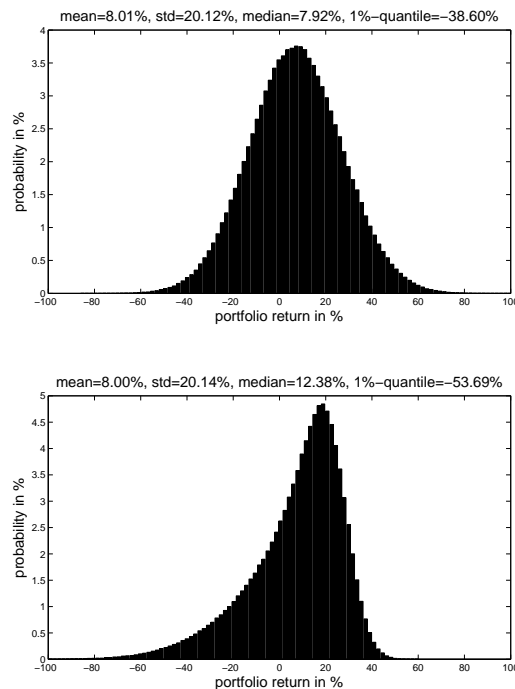 mean=8.01%, std=20.12%, median=7.92%, 1%-quantile=−38.60%
4
3.5
3
2.5
2
1.5
1
0.5
0
probability in %
−100 −80 −60 −40 −20 0 20 40 60 80 100
portfolio return in %
mean=8.00%, std=20.14%, median=12.38%, 1%-quantile=−53.69%
5
4.5
4
3.5
3
2.5
2
1.5
1
0.5
0
probability in %
−100 −80 −60 −40 −20 0 20 40 60 80 100
portfolio return in %